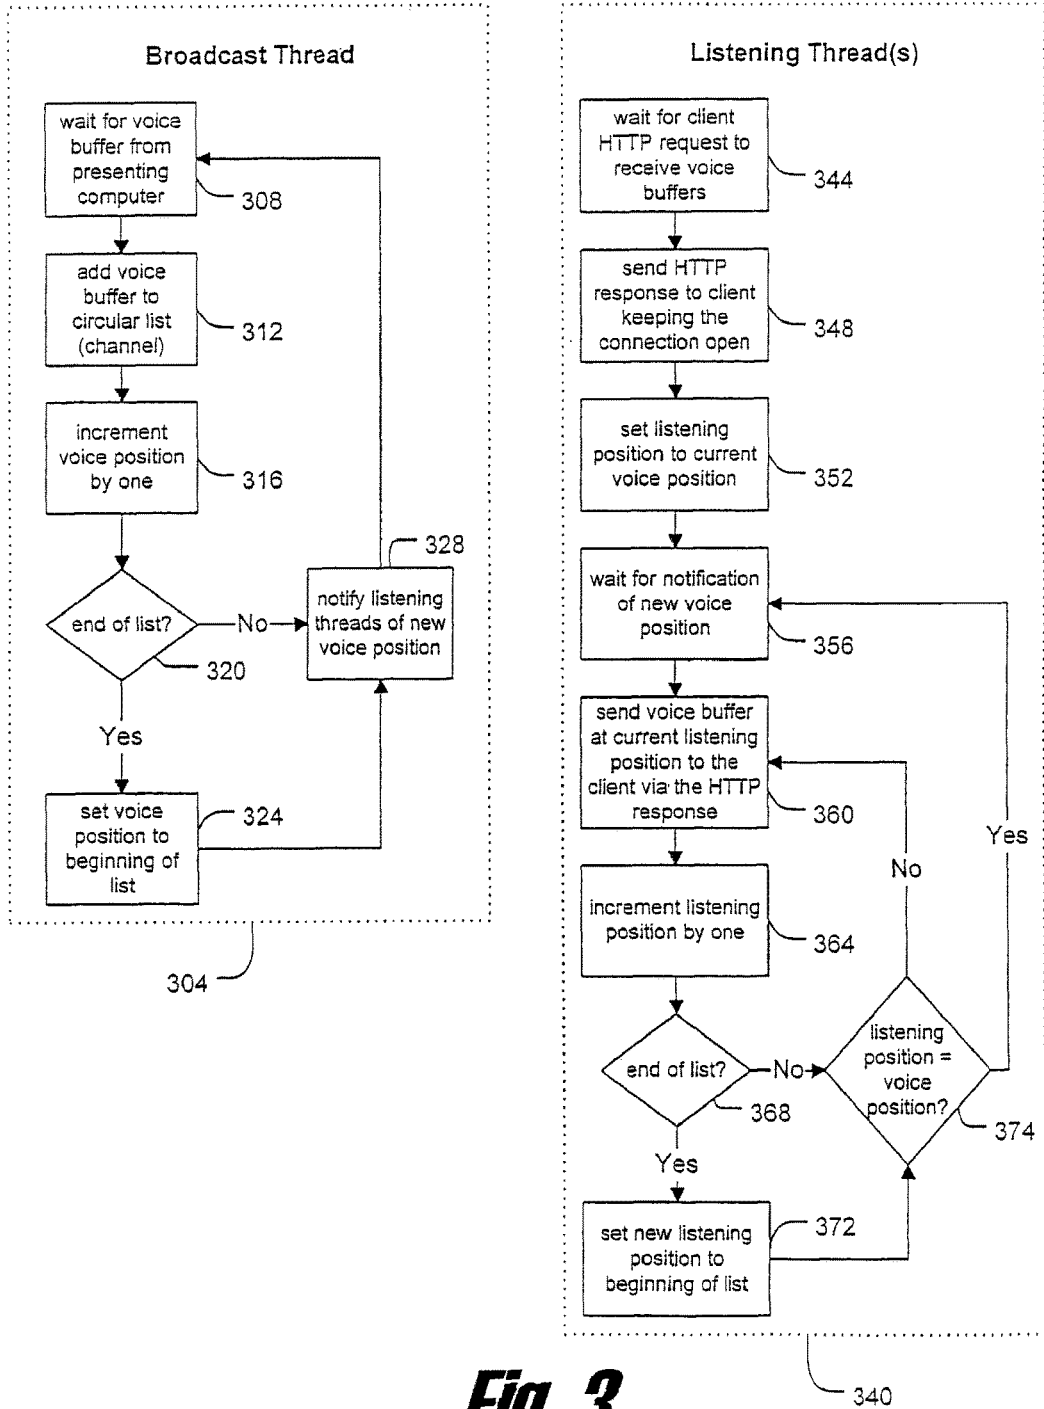 Broadcast Thread
wait for voice
buffer from
presenting
computer
308
add voice
buffer to
circular list
(channel)
312
increment
voice position
by one
316
end of list?
320
No
328
notify listening
threads of new
voice position
Yes
set voice
position to
beginning of
list
324
304
Listening Thread(s)
wait for client
HTTP request to
receive voice
buffers
344
send HTTP
response to client
keeping the
connection open
348
set listening
position to current
voice position
352
wait for notification
of new voice
position
356
send voice buffer
at current listening
position to the
client via the HTTP
response
360
increment listening
position by one
364
end of list?
368
No
listening
position =
voice
position?
374
No
Yes
Yes
set new listening
position to
beginning of list
372
340
Fig. 3